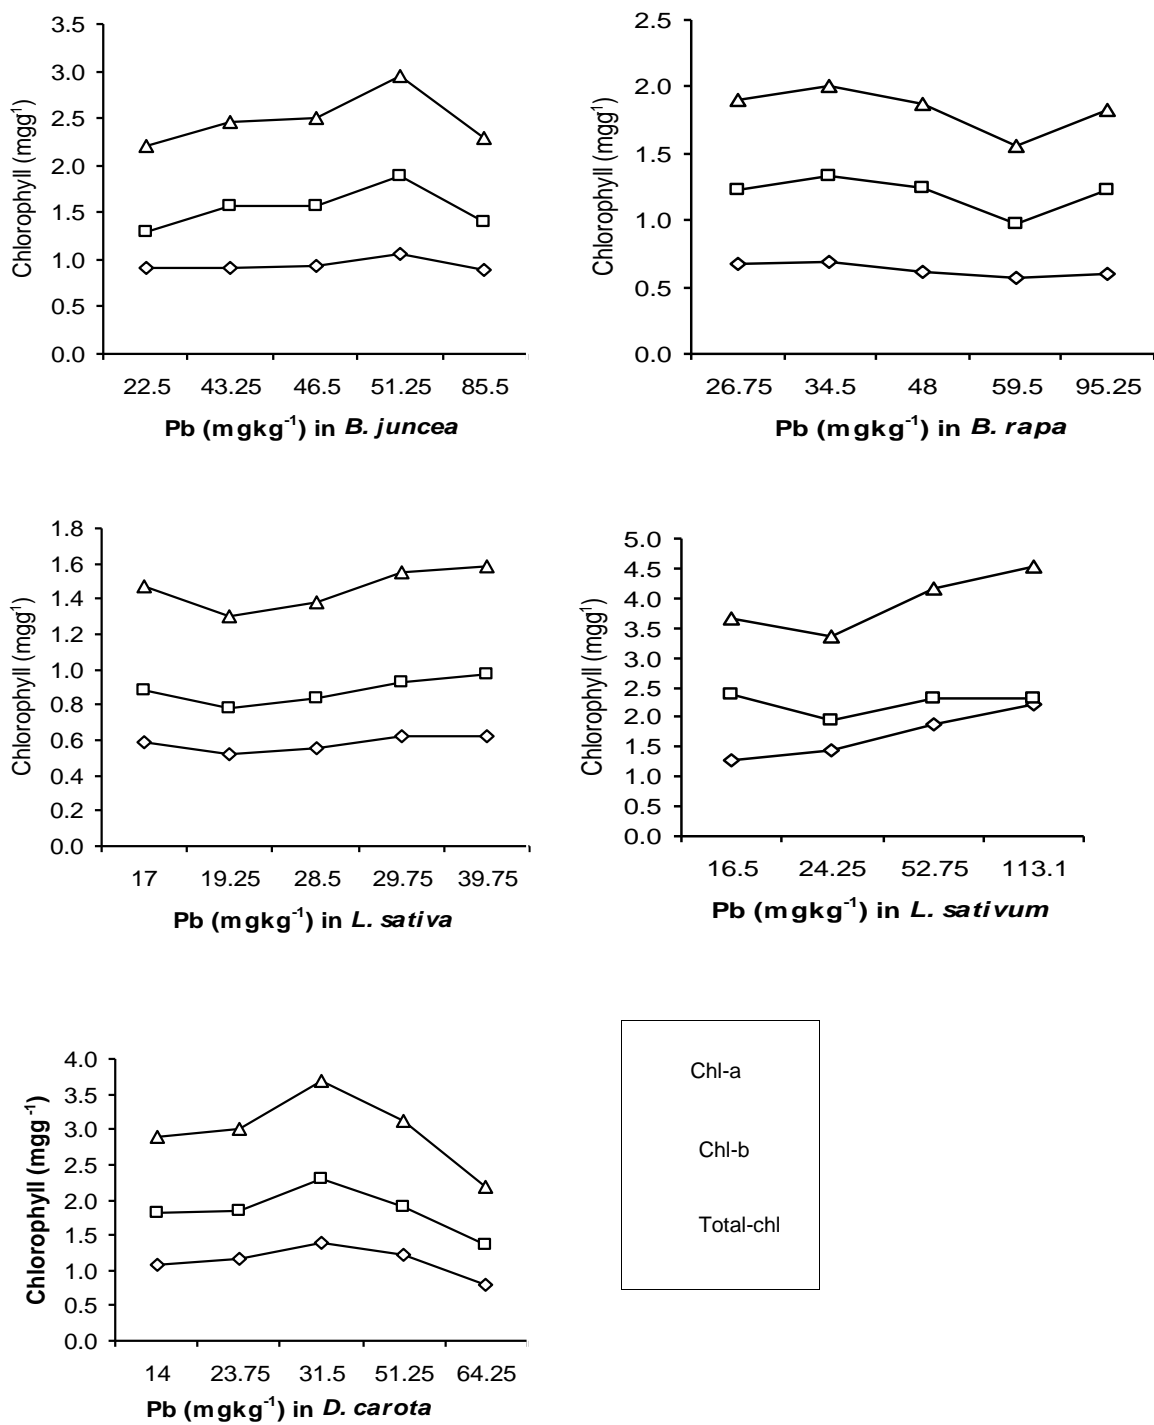 3.5
3.0
2.5
2.0
1.5
1.0
0.5
0.0
Chlorophyll (mgg-1)
22.5 43.25 46.5 51.25 85.5
Pb (mgkg-1) in B. juncea
2.5
2.0
1.5
1.0
0.5
0.0
Chlorophyll (mgg-1)
26.75 34.5 48 59.5 95.25
Pb (mgkg-1) in B. rapa
1.8
1.6
1.4
1.2
1.0
0.8
0.6
0.4
0.2
0.0
Chlorophyll (mgg-1)
17 19.25 28.5 29.75 39.75
Pb (mgkg-1) in L. sativa
5.0
4.5
4.0
3.5
3.0
2.5
2.0
1.5
1.0
0.5
0.0
Chlorophyll (mgg-1)
16.5 24.25 52.75 113.1
Pb (mgkg-1) in L. sativum
4.0
3.5
3.0
2.5
2.0
1.5
1.0
0.5
0.0
Chlorophyll (mgg-1)
14 23.75 31.5 51.25 64.25
Pb (mgkg-1) in D. carota
Chl-a
Chl-b
Total-chl